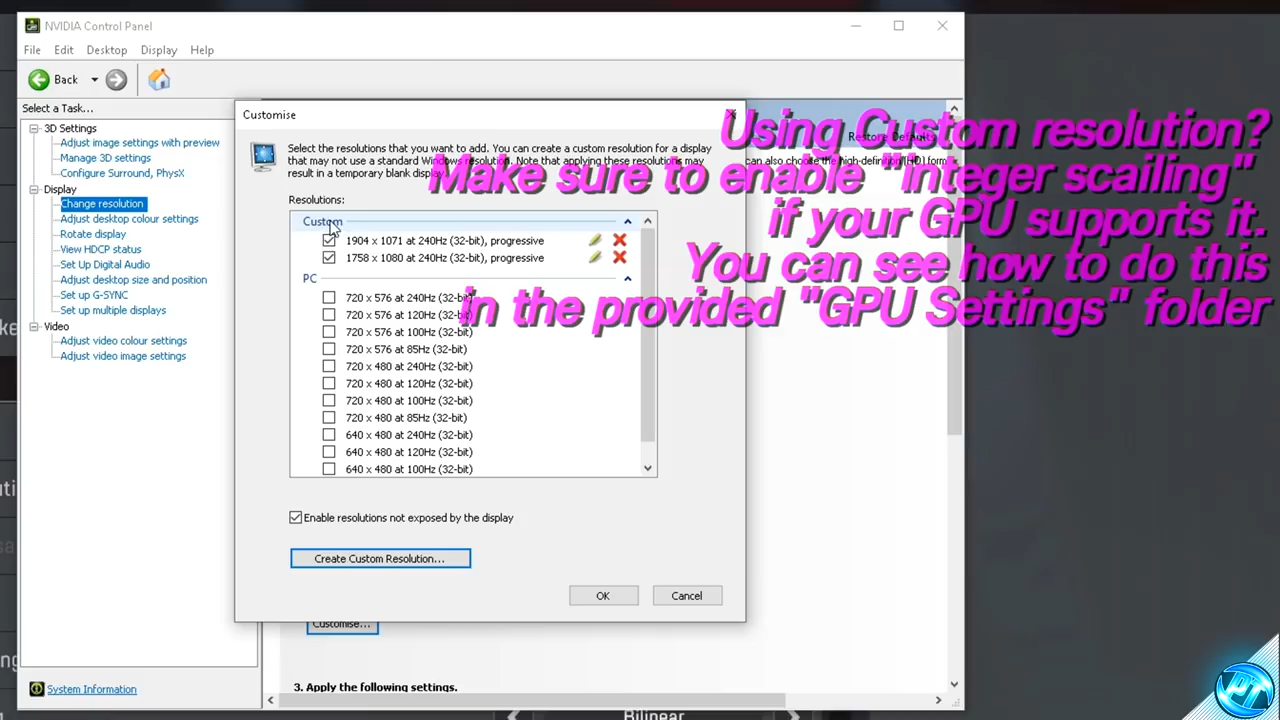 NVIDIA Control Panel
File Edit Desktop Display Help
Back
Select a Task...
3D Settings
Adjust image settings with preview
Manage 3D settings
Configure Surround, PhysX
Display
Change resolution
Adjust desktop colour settings
Rotate display
View HDCP status
Set Up Digital Audio
Adjust desktop size and position
Set up G-SYNC
Set up multiple displays
Video
Adjust video colour settings
Adjust video image settings
System Information
Customise
Select the resolutions that you want to add. You can create a custom resolution for a display
that may not use a standard Windows resolution. Note that applying these resolutions may
result in a temporary blank display.
Resolutions:
Custom
1904 x 1071 at 240Hz (32-bit), progressive
1758 x 1080 at 240Hz (32-bit), progressive
PC
720 x 576 at 240Hz (32-bit)
720 x 576 at 120Hz (32-bit)
720 x 576 at 100Hz (32-bit)
720 x 576 at 85Hz (32-bit)
720 x 480 at 240Hz (32-bit)
720 x 480 at 120Hz (32-bit)
720 x 480 at 100Hz (32-bit)
720 x 480 at 85Hz (32-bit)
640 x 480 at 240Hz (32-bit)
640 x 480 at 120Hz (32-bit)
640 x 480 at 100Hz (32-bit)
Enable resolutions not exposed by the display
Create Custom Resolution...
OK Cancel
Customise...
3. Apply the following settings.
Restore Defaults
can also choose the high-definition (HD) form
Using Custom resolution?
Make sure to enable "integer scailing"
if your GPU supports it.
You can see how to do this
in the provided "GPU Settings" folder
Bilinear